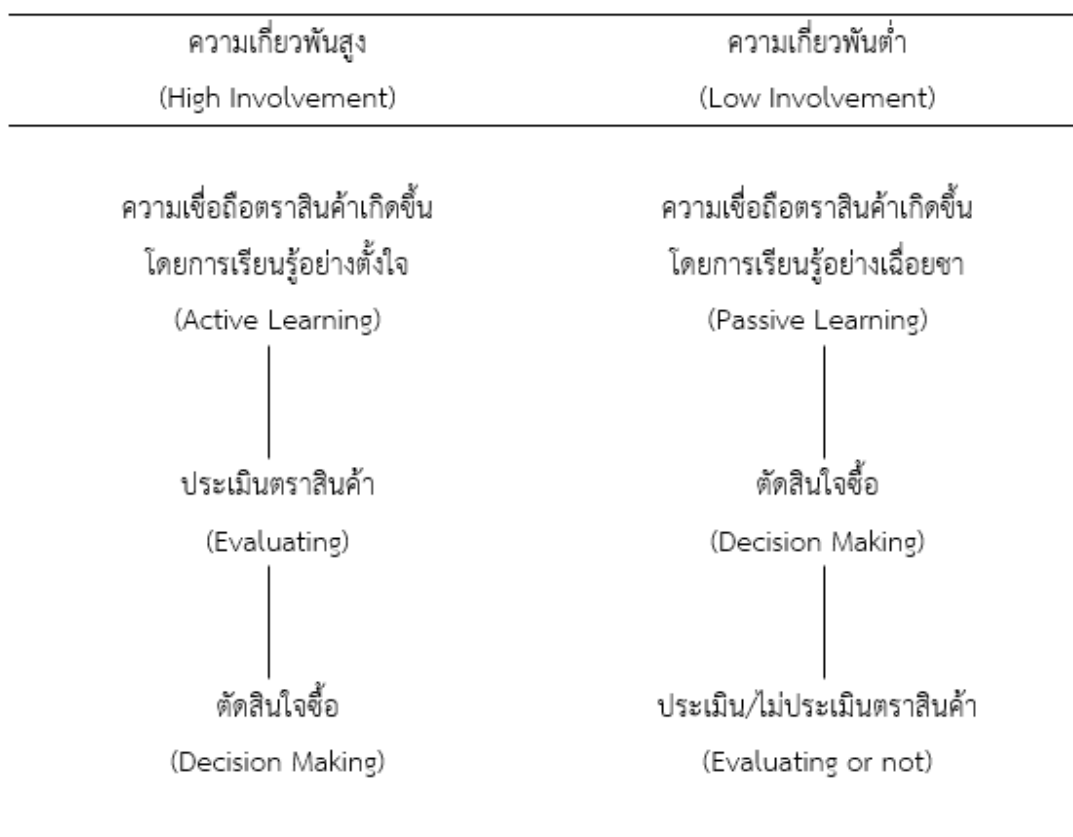 ความเกี่ยวพันสูง
(High Involvement)
ความเกี่ยวพันต่ำ
(Low Involvement)
ความเชื่อถือตราสินค้าเกิดขึ้น
โดยการเรียนรู้อย่างตั้งใจ
(Active Learning)
ประเมินตราสินค้า
(Evaluating)
ตัดสินใจซื้อ
(Decision Making)
ความเชื่อถือตราสินค้าเกิดขึ้น
โดยการเรียนรู้อย่างเฉื่อยชา
(Passive Learning)
ตัดสินใจซื้อ
(Decision Making)
ประเมิน/ไม่ประเมินตราสินค้า
(Evaluating or not)